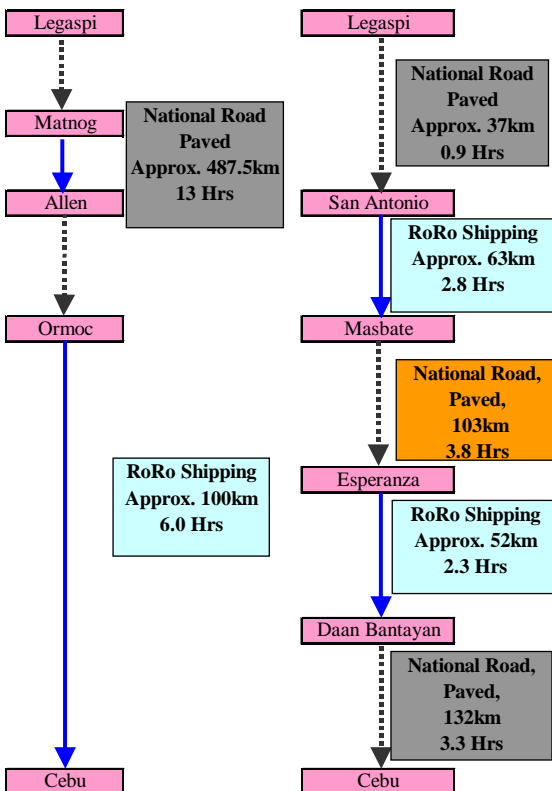 Legaspi
Matnog
National Road
Paved
Approx. 487.5km
13 Hrs
Allen
Ormoc
RoRo Shipping
Approx. 100km
6.0 Hrs
Cebu
Legaspi
National Road
Paved
Approx. 37km
0.9 Hrs
San Antonio
RoRo Shipping
Approx. 63km
2.8 Hrs
Masbate
National Road,
Paved,
103km
3.8 Hrs
Esperanza
RoRo Shipping
Approx. 52km
2.3 Hrs
Daan Bantayan
National Road,
Paved,
132km
3.3 Hrs
Cebu